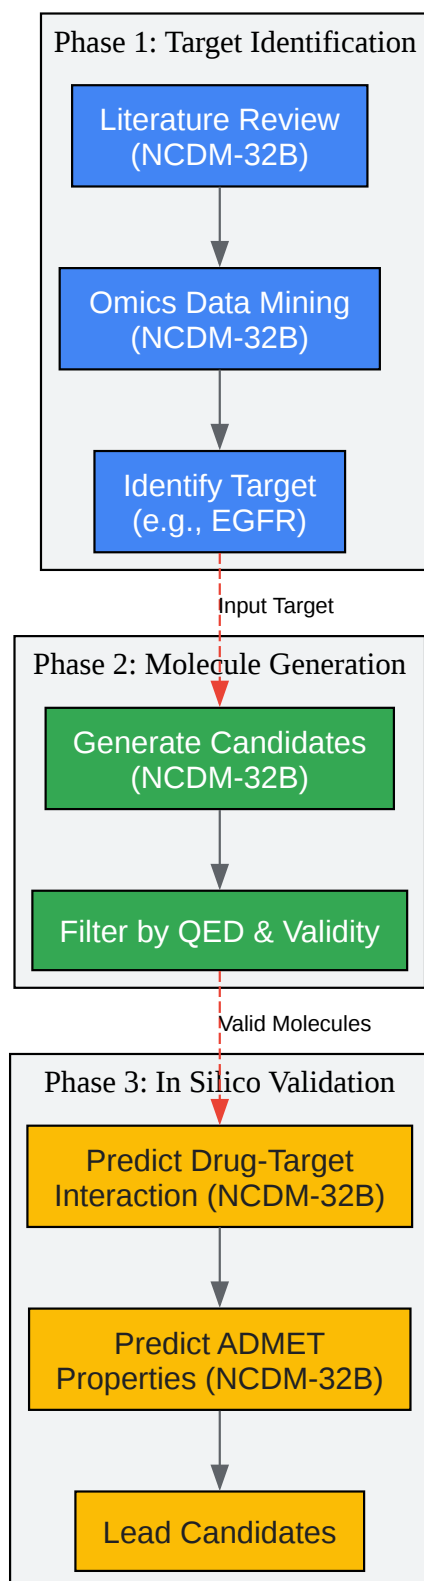 Phase 1: Target Identification
Literature Review
(NCDM-32B)
Omics Data Mining
(NCDM-32B)
Identify Target
(e.g., EGFR)
Input Target
Phase 2: Molecule Generation
Generate Candidates
(NCDM-32B)
Filter by QED & Validity
Valid Molecules
Phase 3: In Silico Validation
Predict Drug-Target
Interaction (NCDM-32B)
Predict ADMET
Properties (NCDM-32B)
Lead Candidates